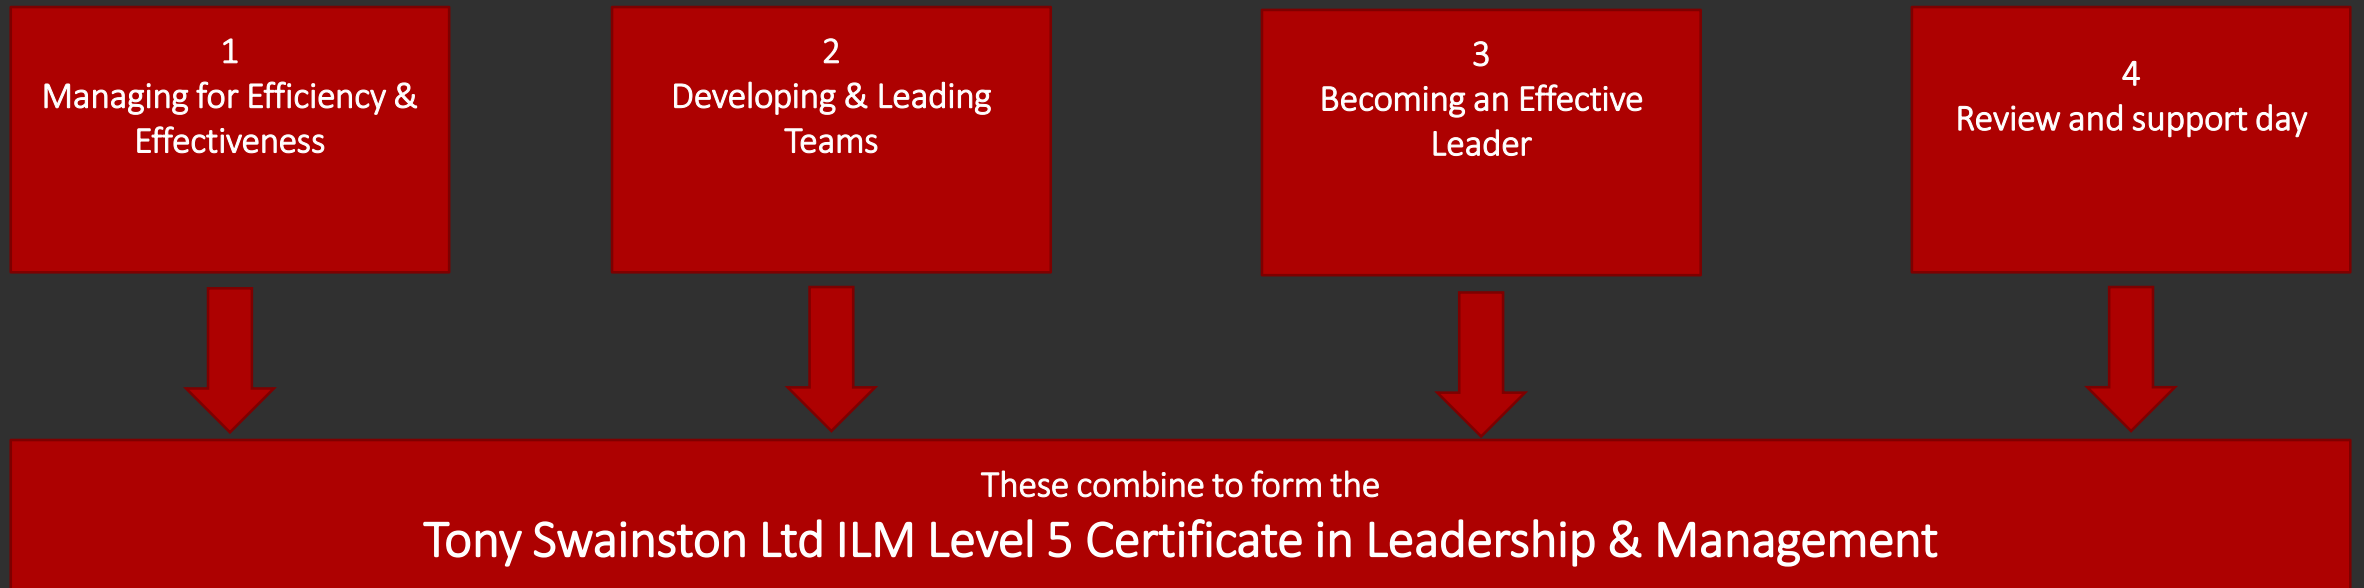 1
Managing for Efficiency &
Effectiveness
2
Developing & Leading
Teams
3
Becoming an Effective
Leader
4
Review and support day
These combine to form the
Tony Swainston Ltd ILM Level 5 Certificate in Leadership & Management